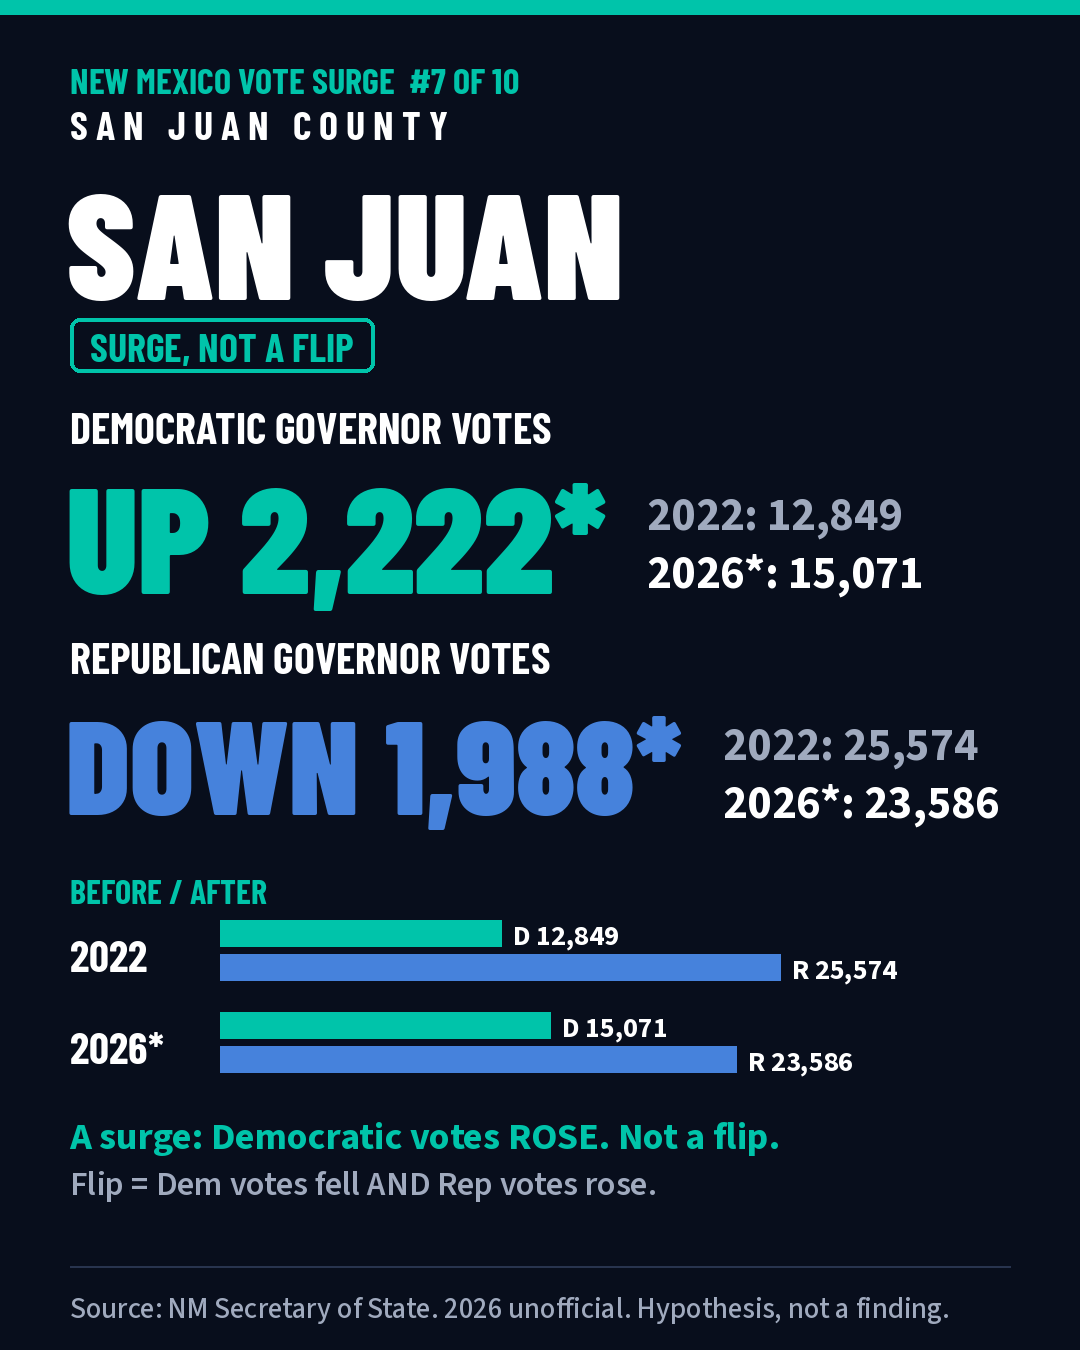 NEW MEXICO VOTE SURGE #7 OF 10
SAN JUAN COUNTY
SAN JUAN
SURGE, NOT A FLIP
DEMOCRATIC GOVERNOR VOTES
UP 2,222*
2022: 12,849
2026*: 15,071
REPUBLICAN GOVERNOR VOTES
DOWN 1,988*
2022: 25,574
2026*: 23,586
BEFORE / AFTER
2022
D 12,849
R 25,574
2026*
D 15,071
R 23,586
A surge: Democratic votes ROSE. Not a flip.
Flip = Dem votes fell AND Rep votes rose.
Source: NM Secretary of State. 2026 unofficial. Hypothesis, not a finding.